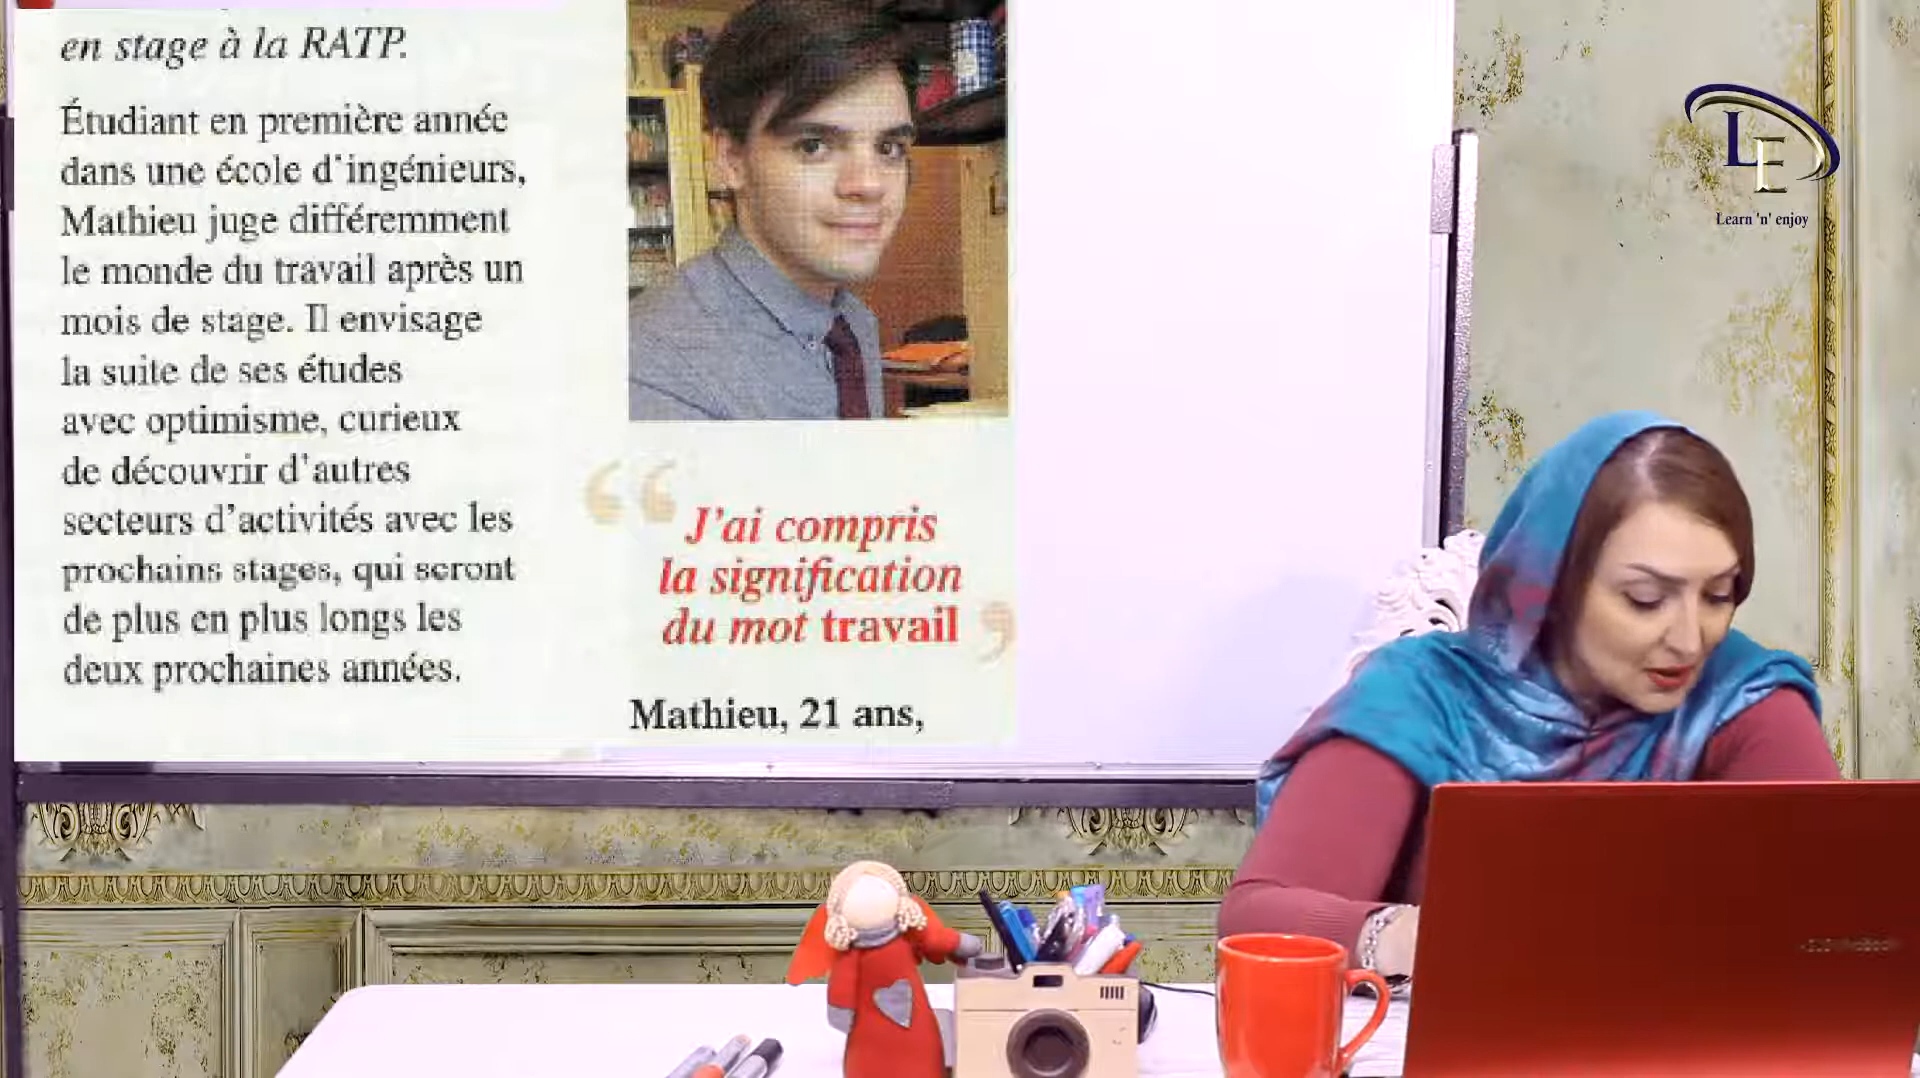 en stage à la RATP.
Étudiant en première année
dans une école d'ingénieurs,
Mathieu juge différemment
le monde du travail après un
mois de stage. Il envisage
la suite de ses études
avec optimisme, curieux
de découvrir d'autres
secteurs d'activités avec les
prochains stages, qui seront
de plus en plus longs les
deux prochaines années.
“ J'ai compris
la signification
du mot travail ”
Mathieu, 21 ans,
LE
Learn 'n' enjoy